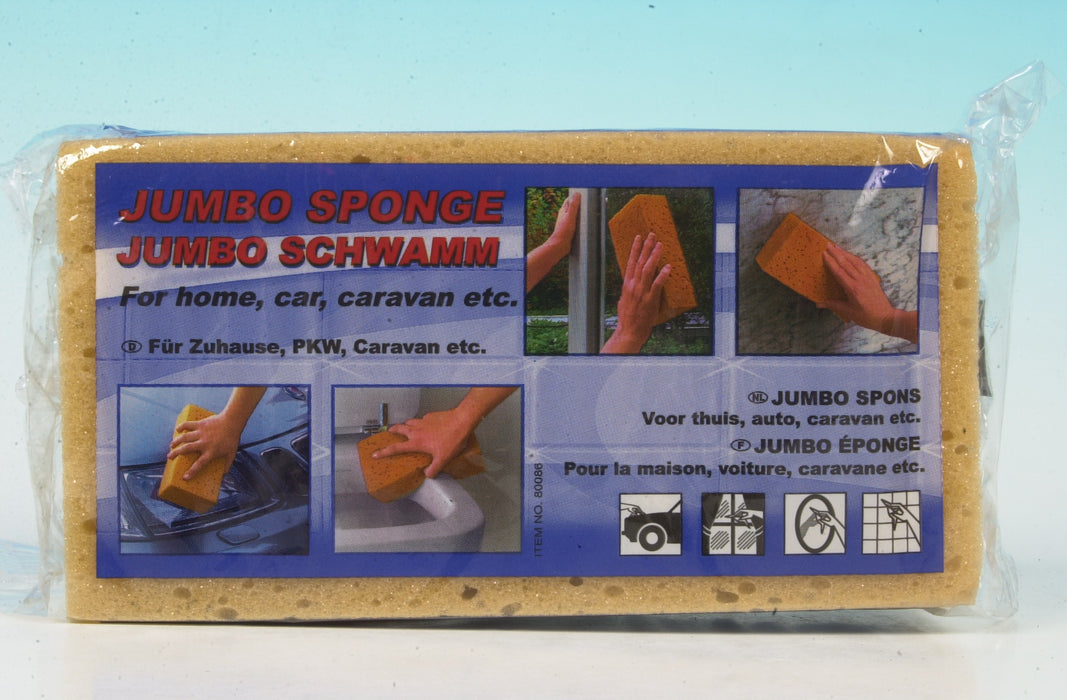 JUMBO SPONGE
JUMBO SCHWAMM
For home, car, caravan etc.
D Für Zuhause, PKW, Caravan etc.
NL JUMBO SPONS
Voor thuis, auto, caravan etc.
F JUMBO ÉPONGE
Pour la maison, voiture, caravane etc.
ITEM NO. 80086